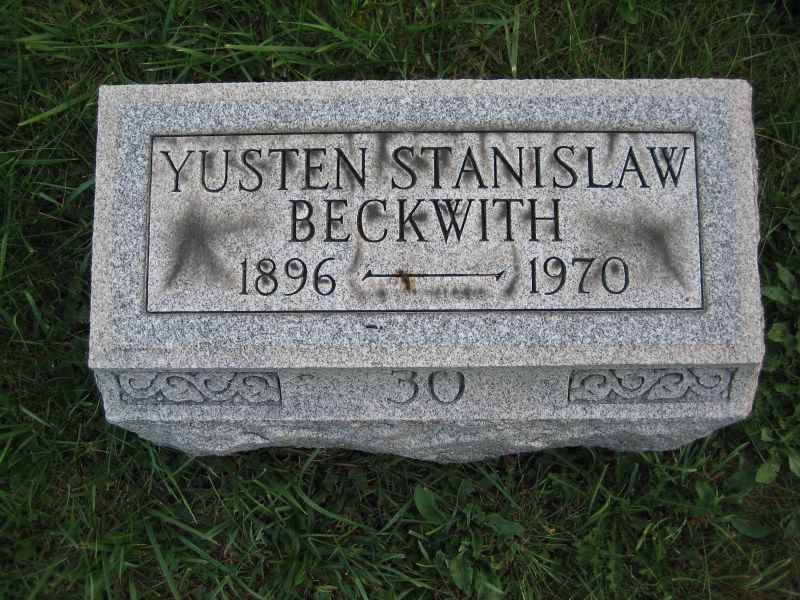 YUSTEN STANISLAW
BECKWITH
1896 1970
30